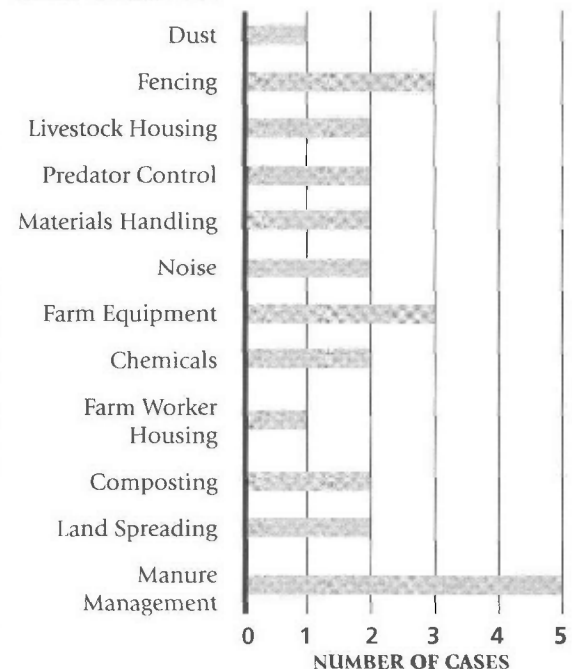 Dust
Fencing
Livestock Housing
Predator Control
Materials Handling
Noise
Farm Equipment
Chemicals
Farm Worker
Housing
Composting
Land Spreading
Manure
Management
0 1 2 3 4 5
NUMBER OF CASES